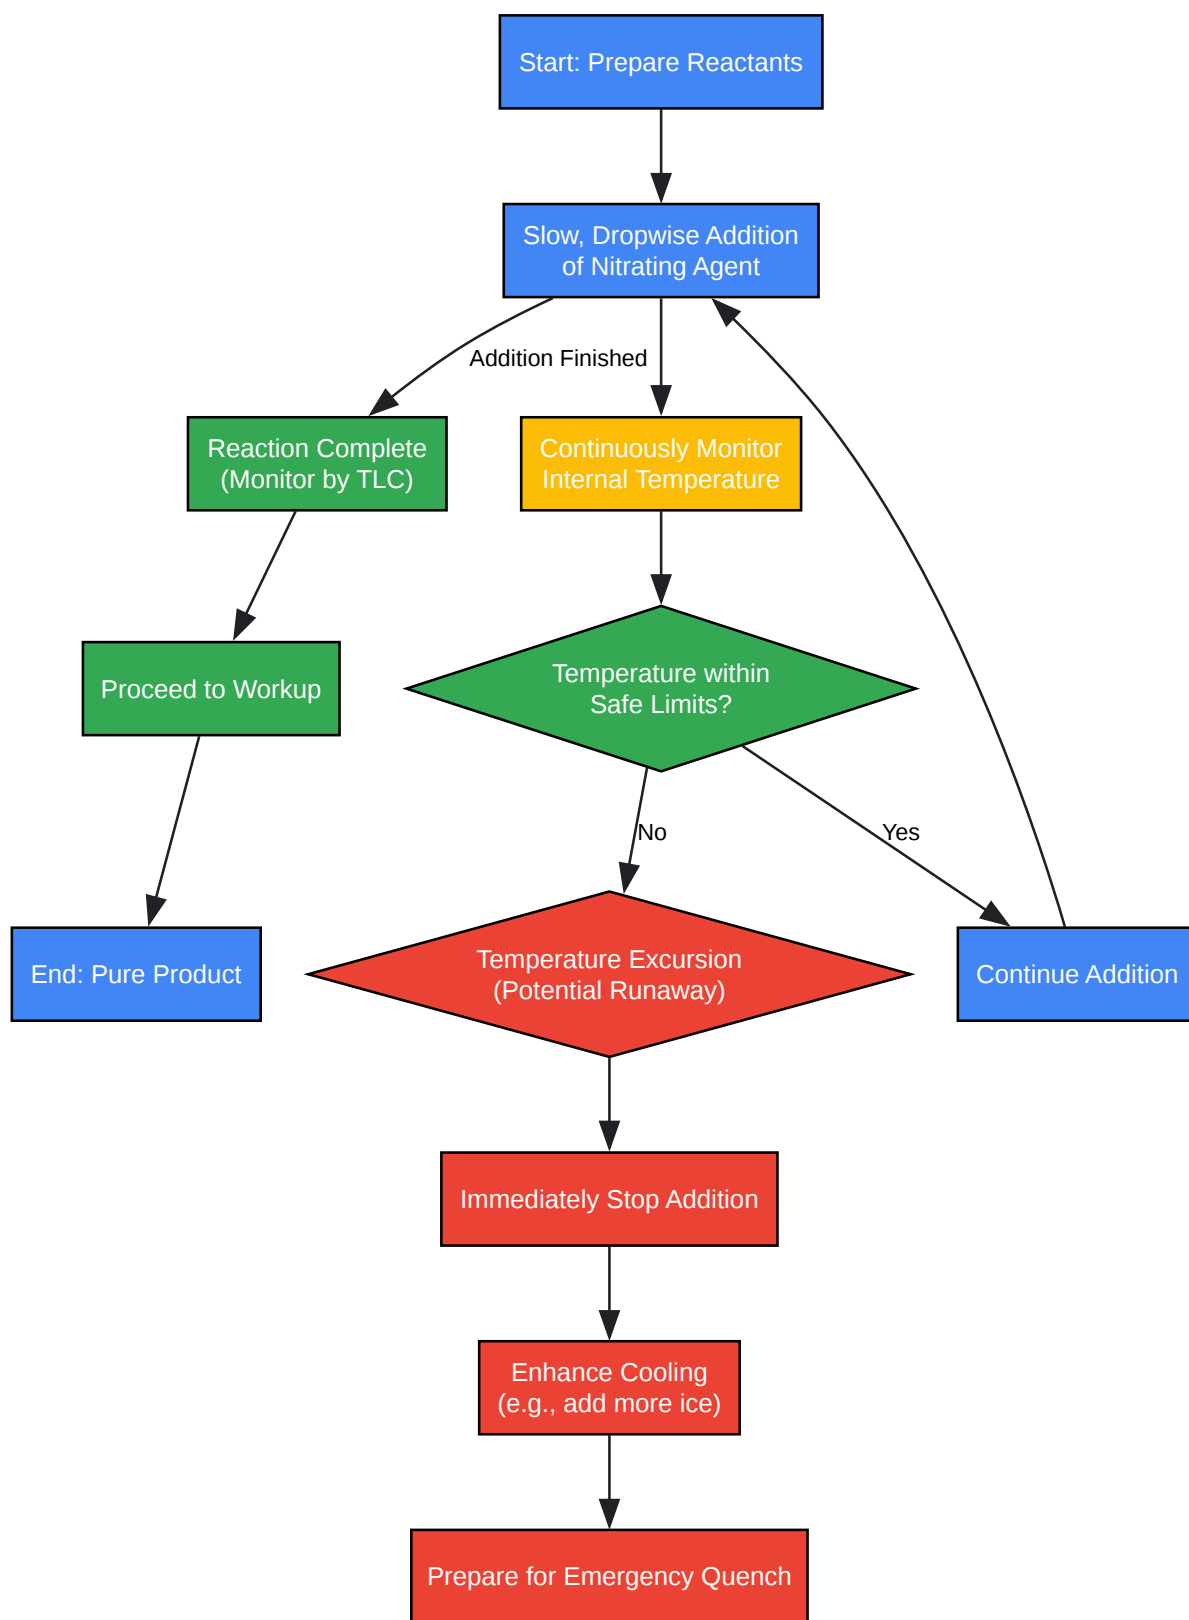 Start: Prepare Reactants
Slow, Dropwise Addition
of Nitrating Agent
Addition Finished
Reaction Complete
(Monitor by TLC)
Continuously Monitor
Internal Temperature
Proceed to Workup
Temperature within
Safe Limits?
No
Yes
End: Pure Product
Temperature Excursion
(Potential Runaway)
Continue Addition
Immediately Stop Addition
Enhance Cooling
(e.g., add more ice)
Prepare for Emergency Quench